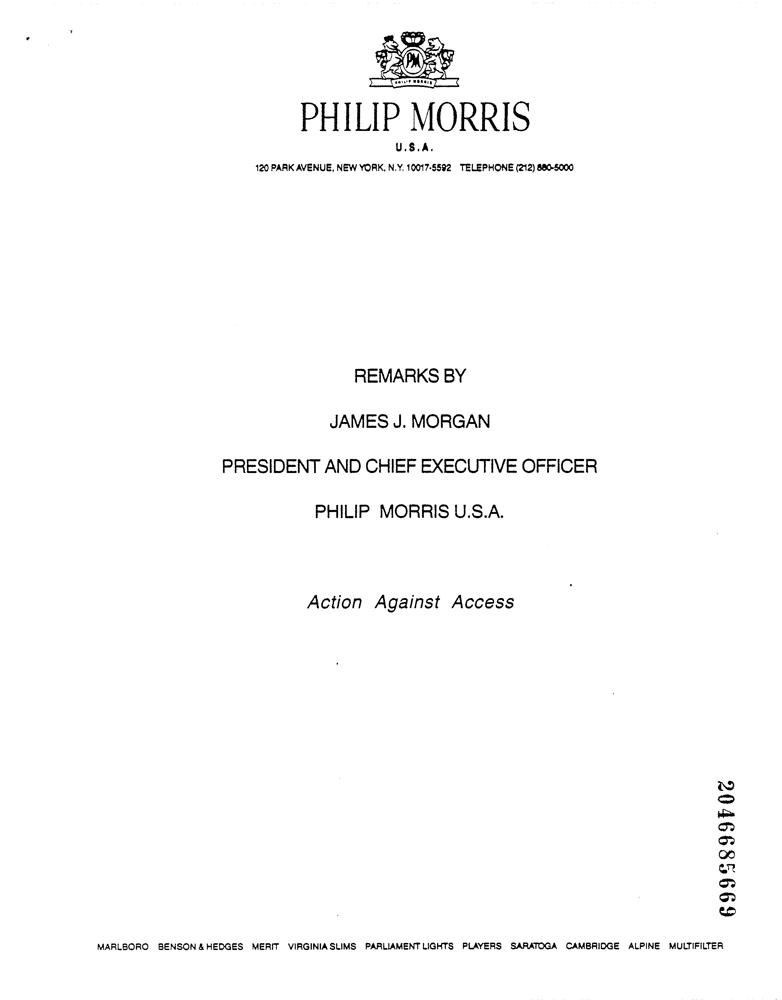 PM
PHILIP MORRIS
PHILIP MORRIS
U.S.A.
120 PARK AVENUE, NEW YORK, N.Y. 10017-5592 TELEPHONE (212) 880-5000
REMARKS BY
JAMES J. MORGAN
PRESIDENT AND CHIEF EXECUTIVE OFFICER
PHILIP MORRIS U.S.A.
Action Against Access
2046685669
MARLBORO BENSON & HEDGES MERIT VIRGINIA SLIMS PARLIAMENT LIGHTS PLAYERS SARATOGA CAMBRIDGE ALPINE MULTIFILTER